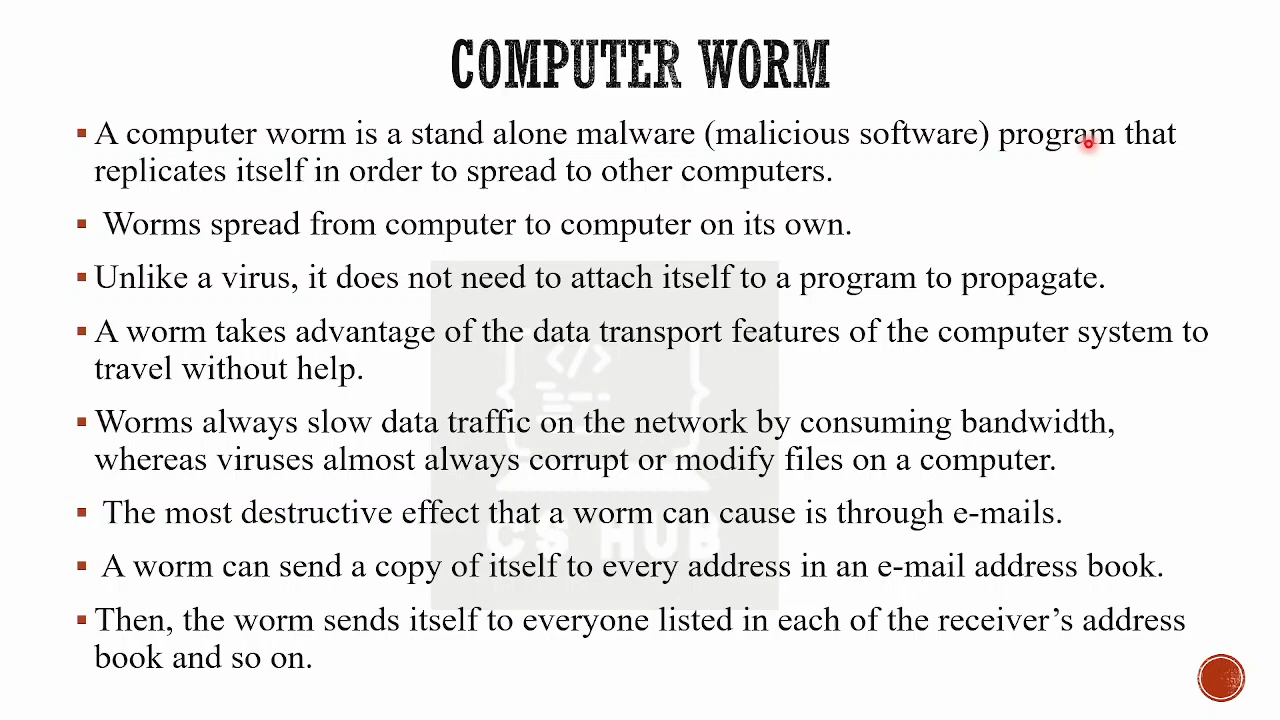 COMPUTER WORM
▪ A computer worm is a stand alone malware (malicious software) program that
replicates itself in order to spread to other computers.
▪ Worms spread from computer to computer on its own.
▪ Unlike a virus, it does not need to attach itself to a program to propagate.
▪ A worm takes advantage of the data transport features of the computer system to
travel without help.
▪ Worms always slow data traffic on the network by consuming bandwidth,
whereas viruses almost always corrupt or modify files on a computer.
▪ The most destructive effect that a worm can cause is through e-mails.
CS HUB
▪ A worm can send a copy of itself to every address in an e-mail address book.
▪ Then, the worm sends itself to everyone listed in each of the receiver’s address
book and so on.